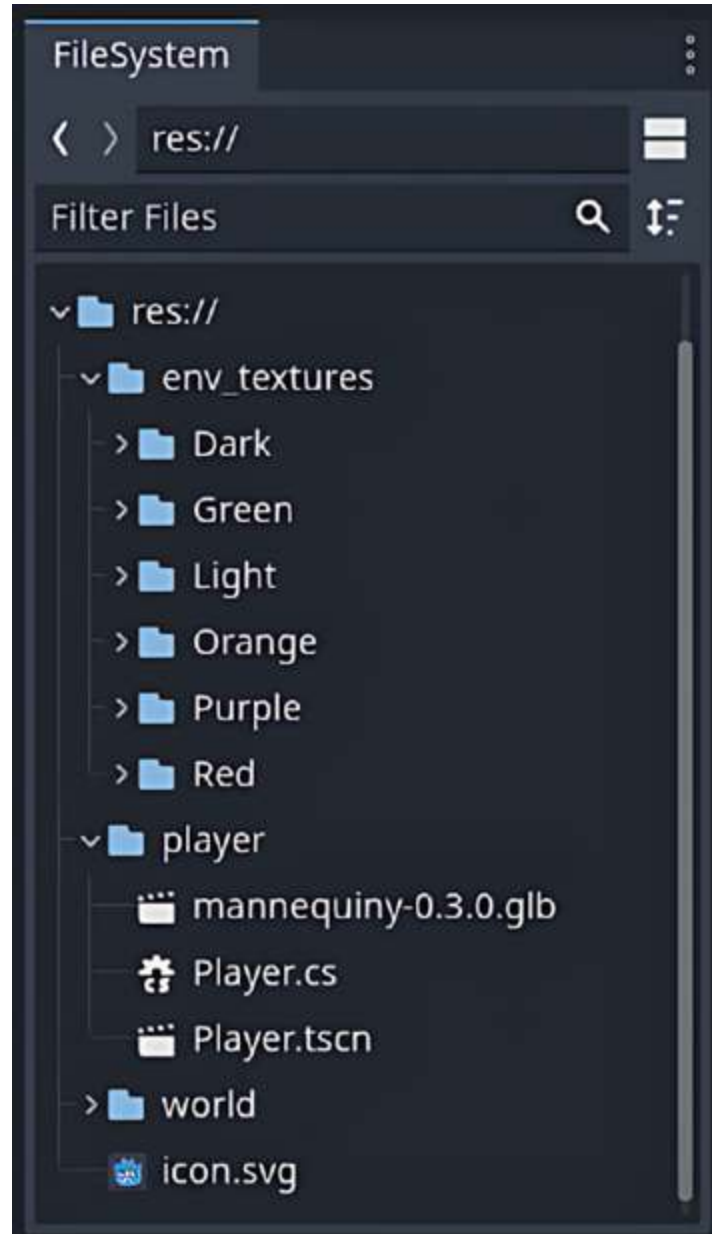 FileSystem
res://
Filter Files
res://
env_textures
Dark
Green
Light
Orange
Purple
Red
player
mannequiny-0.3.0.glb
Player.cs
Player.tscn
world
icon.svg